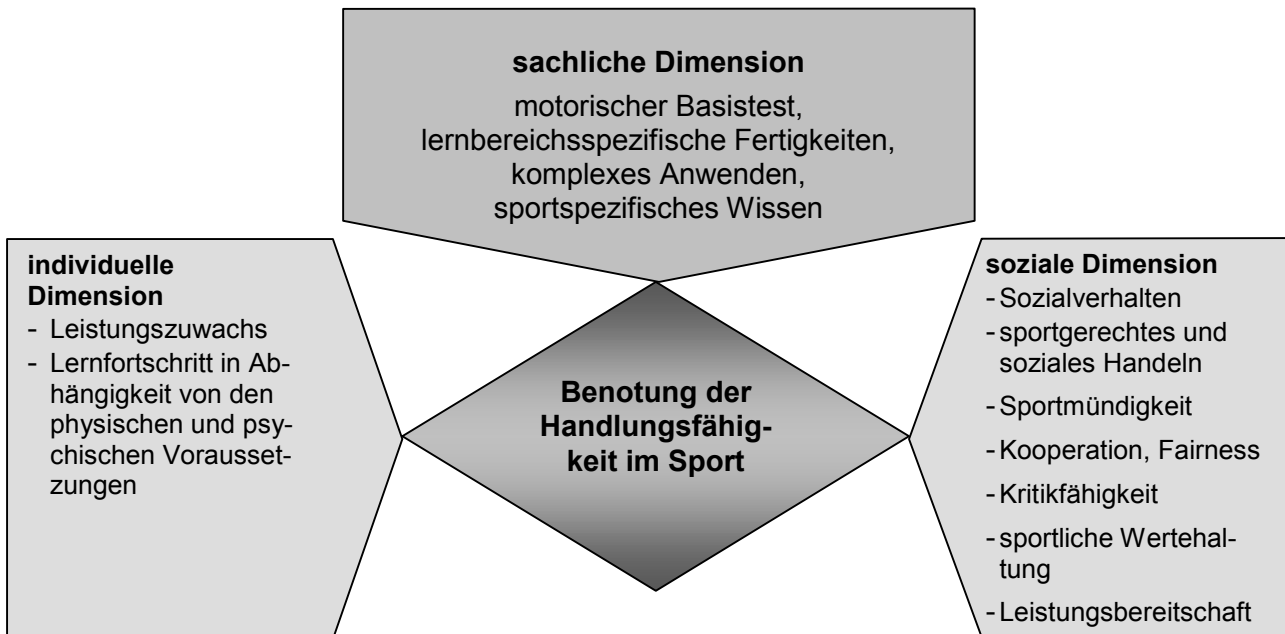 sachliche Dimension
motorischer Basistest,
lernbereichsspezifische Fertigkeiten,
komplexes Anwenden,
sportspezifisches Wissen
individuelle
Dimension
- Leistungszuwachs
- Lernfortschritt in Ab-
hängigkeit von den
physischen und psy-
chischen Vorausset-
zungen
Benotung der
Handlungsfähig-
keit im Sport
soziale Dimension
- Sozialverhalten
- sportgerechtes und
soziales Handeln
- Sportmündigkeit
- Kooperation, Fairness
- Kritikfähigkeit
- sportliche Wertehal-
tung
- Leistungsbereitschaft